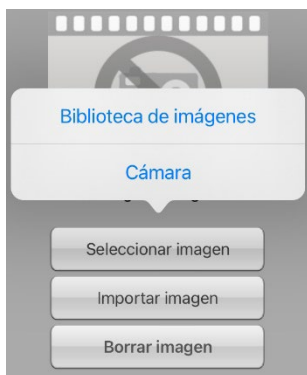 Biblioteca de imágenes
Cámara
Seleccionar imagen
Importar imagen
Borrar imagen